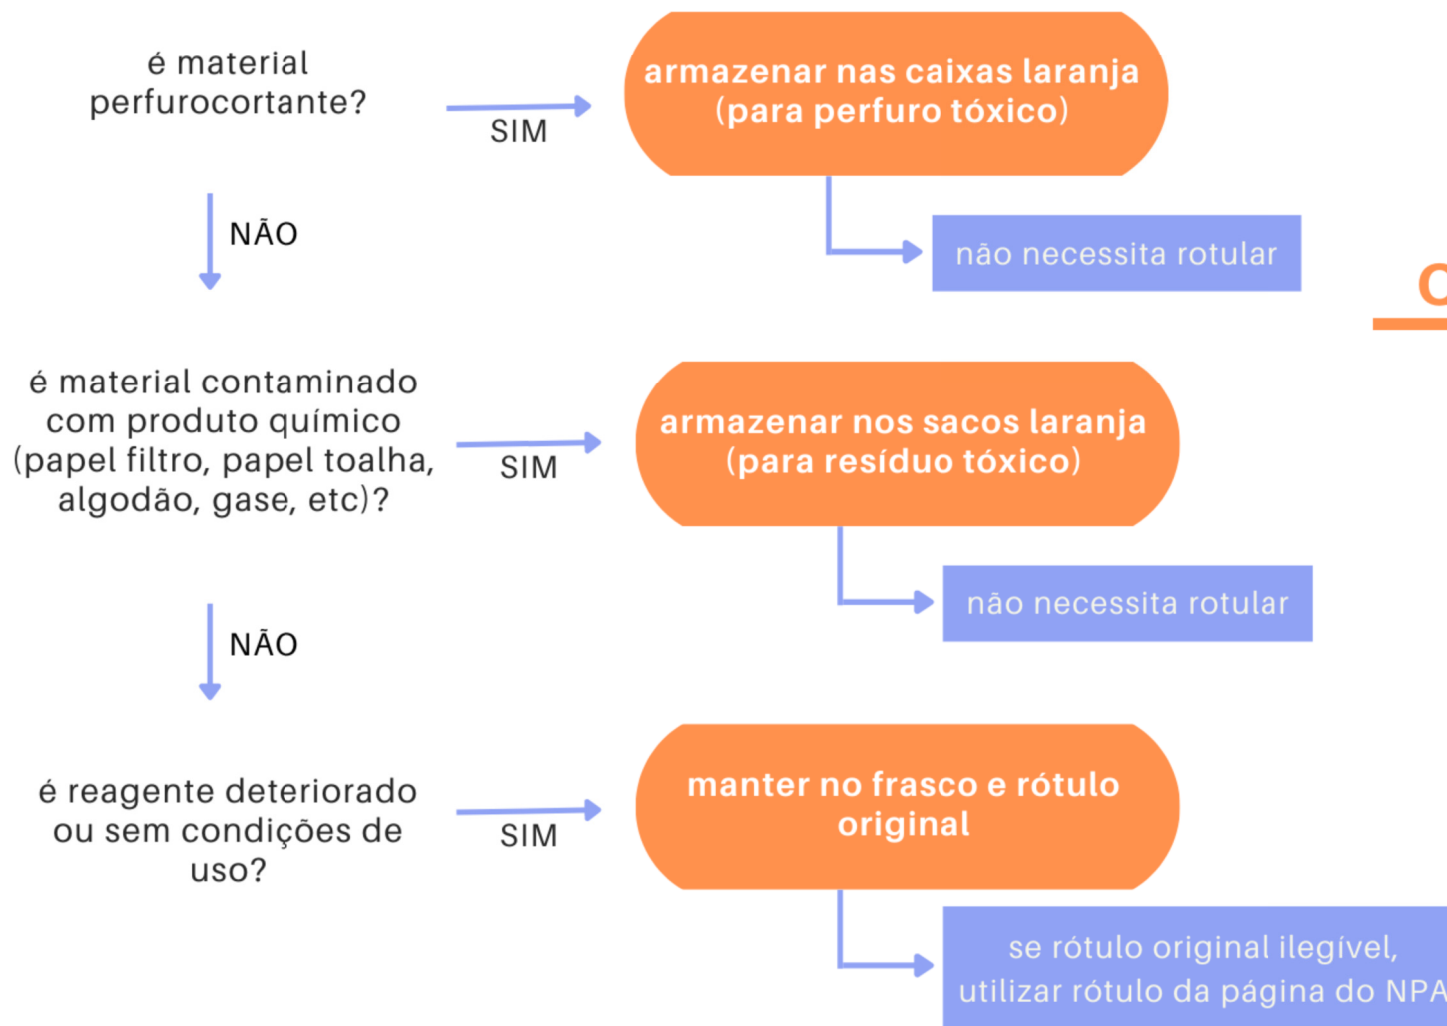 é material
perfurocortante?
SIM
armazenar nas caixas laranja
(para perfuro tóxico)
não necessita rotular
NÃO
é material contaminado
com produto químico
(papel filtro, papel toalha,
algodão, gase, etc)?
SIM
armazenar nos sacos laranja
(para resíduo tóxico)
não necessita rotular
NÃO
é reagente deteriorado
ou sem condições de
uso?
SIM
manter no frasco e rótulo
original
se rótulo original ilegível,
utilizar rótulo da página do NPA